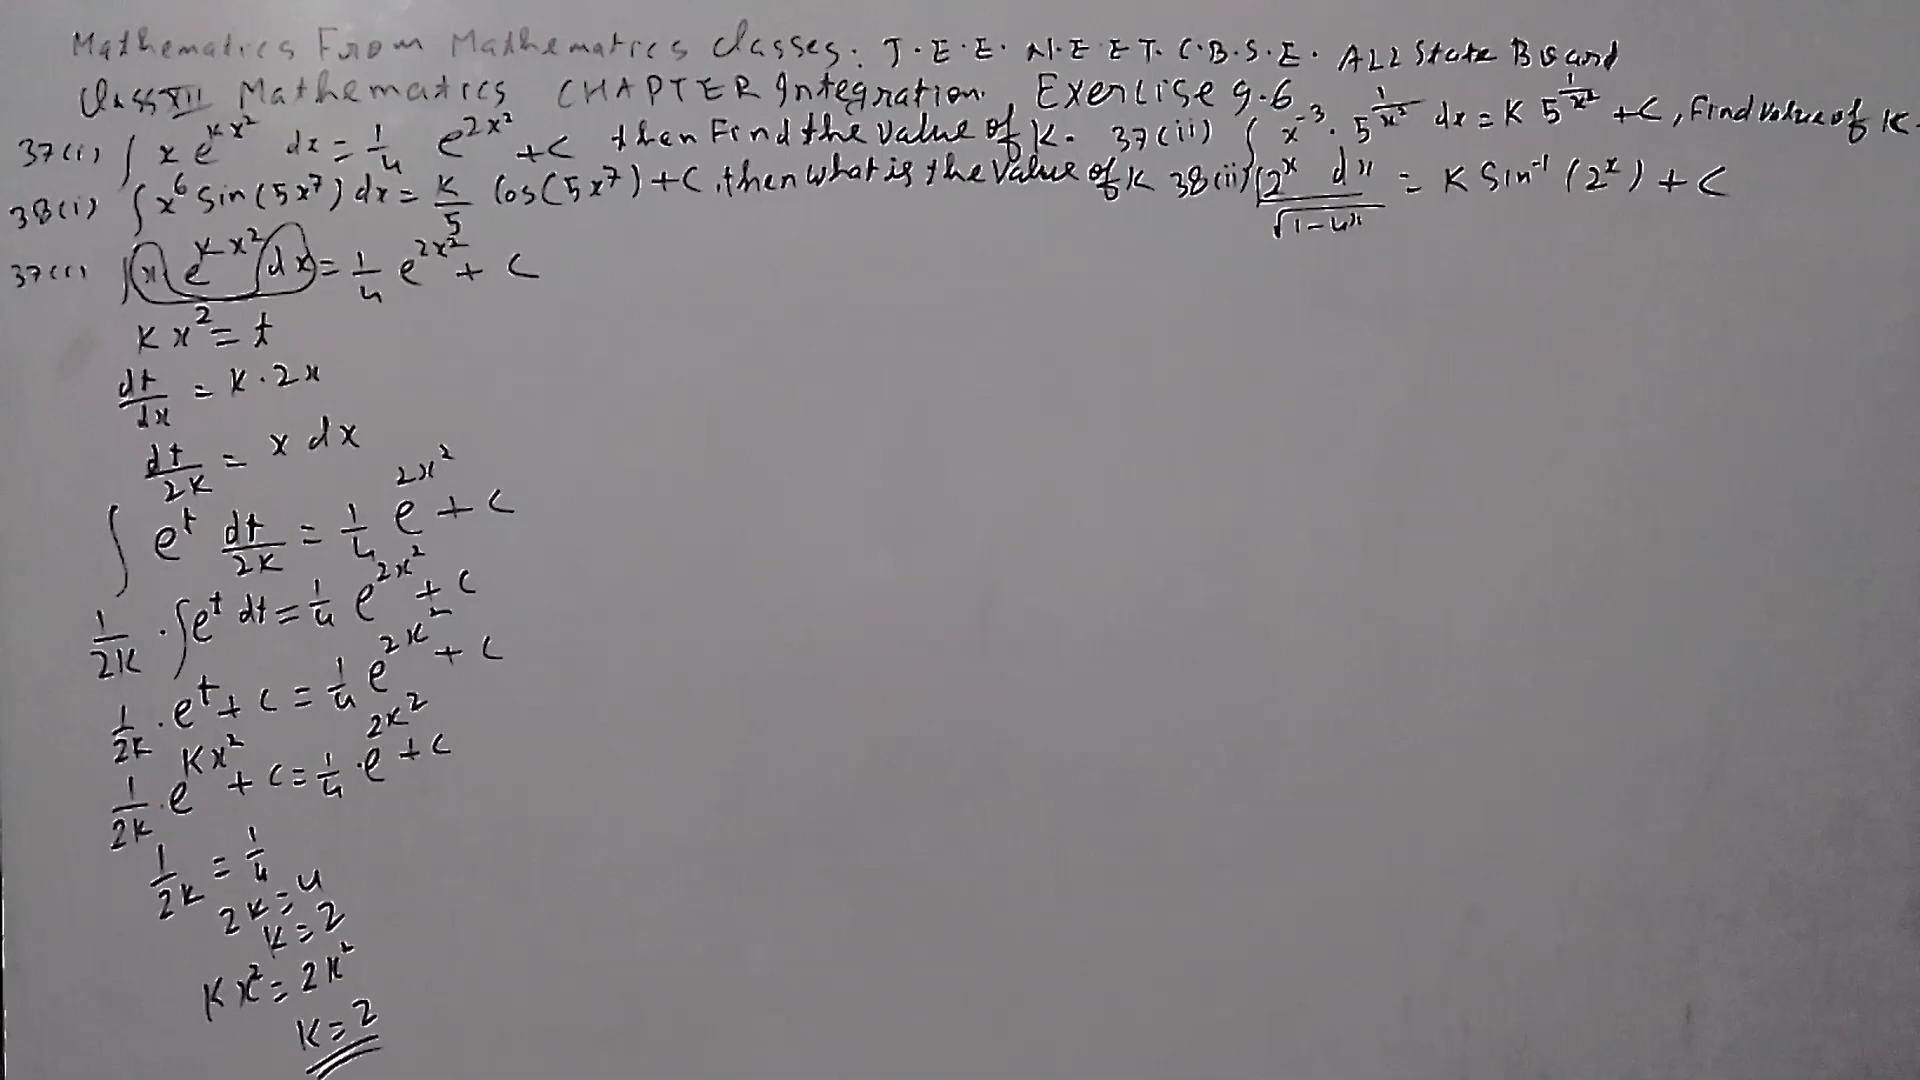 Mathematics From Mathematics Classes. J.E.E. N.E.E.T. C.B.S.E. ALL State Board
Class XII Mathematics CHAPTER Integration, Exercise 9.6
37(i) ∫ x e^{kx²} dx = 1/4 e^{2x²} + C then Find the value of K. 37(ii) ∫ x^{-3} · 5^{1/x²} dx = K 5^{1/x²} + C, Find value of K.
38(i) ∫ x⁶ Sin(5x⁷) dx = K/5 Cos(5x⁷) + C, then what is the value of K 38(ii) ∫ 2ˣ dx / √(1-4ˣ) = K Sin⁻¹(2ˣ) + C
37(i) ∫ x e^{Kx²} dx = 1/4 e^{2x²} + C
Kx² = t
dt/dx = K · 2x
dt/2K = x dx
∫ e^t dt/2K = 1/4 e^{2x²} + C
1/2K · ∫ e^t dt = 1/4 e^{2x²} + C
1/2K · e^t + C = 1/4 e^{2x²} + C
1/2K · e^{Kx²} + C = 1/4 · e^{2x²} + C
1/2K = 1/4
2K = 4
K = 2
Kx² = 2x²
K = 2